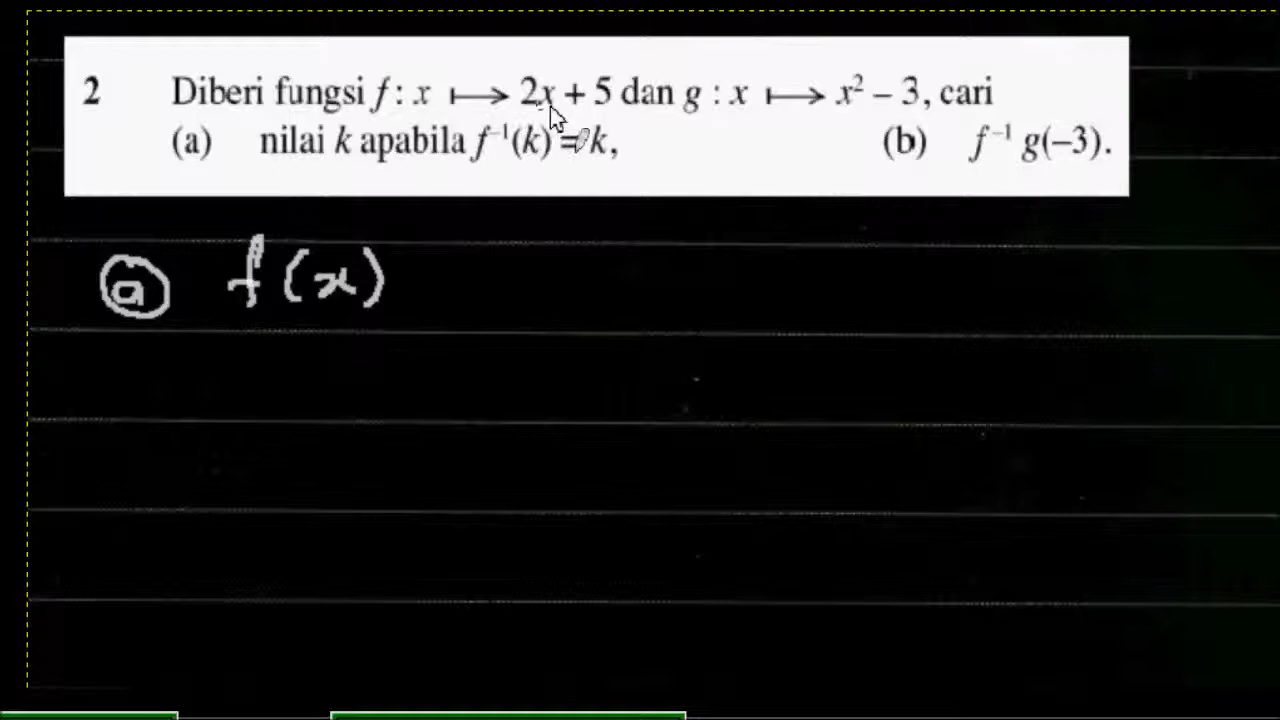 2 Diberi fungsi f : x ⟼ 2x + 5 dan g : x ⟼ x² – 3, cari
(a) nilai k apabila f⁻¹(k) = k, (b) f⁻¹ g(–3).
ⓐ f(x)